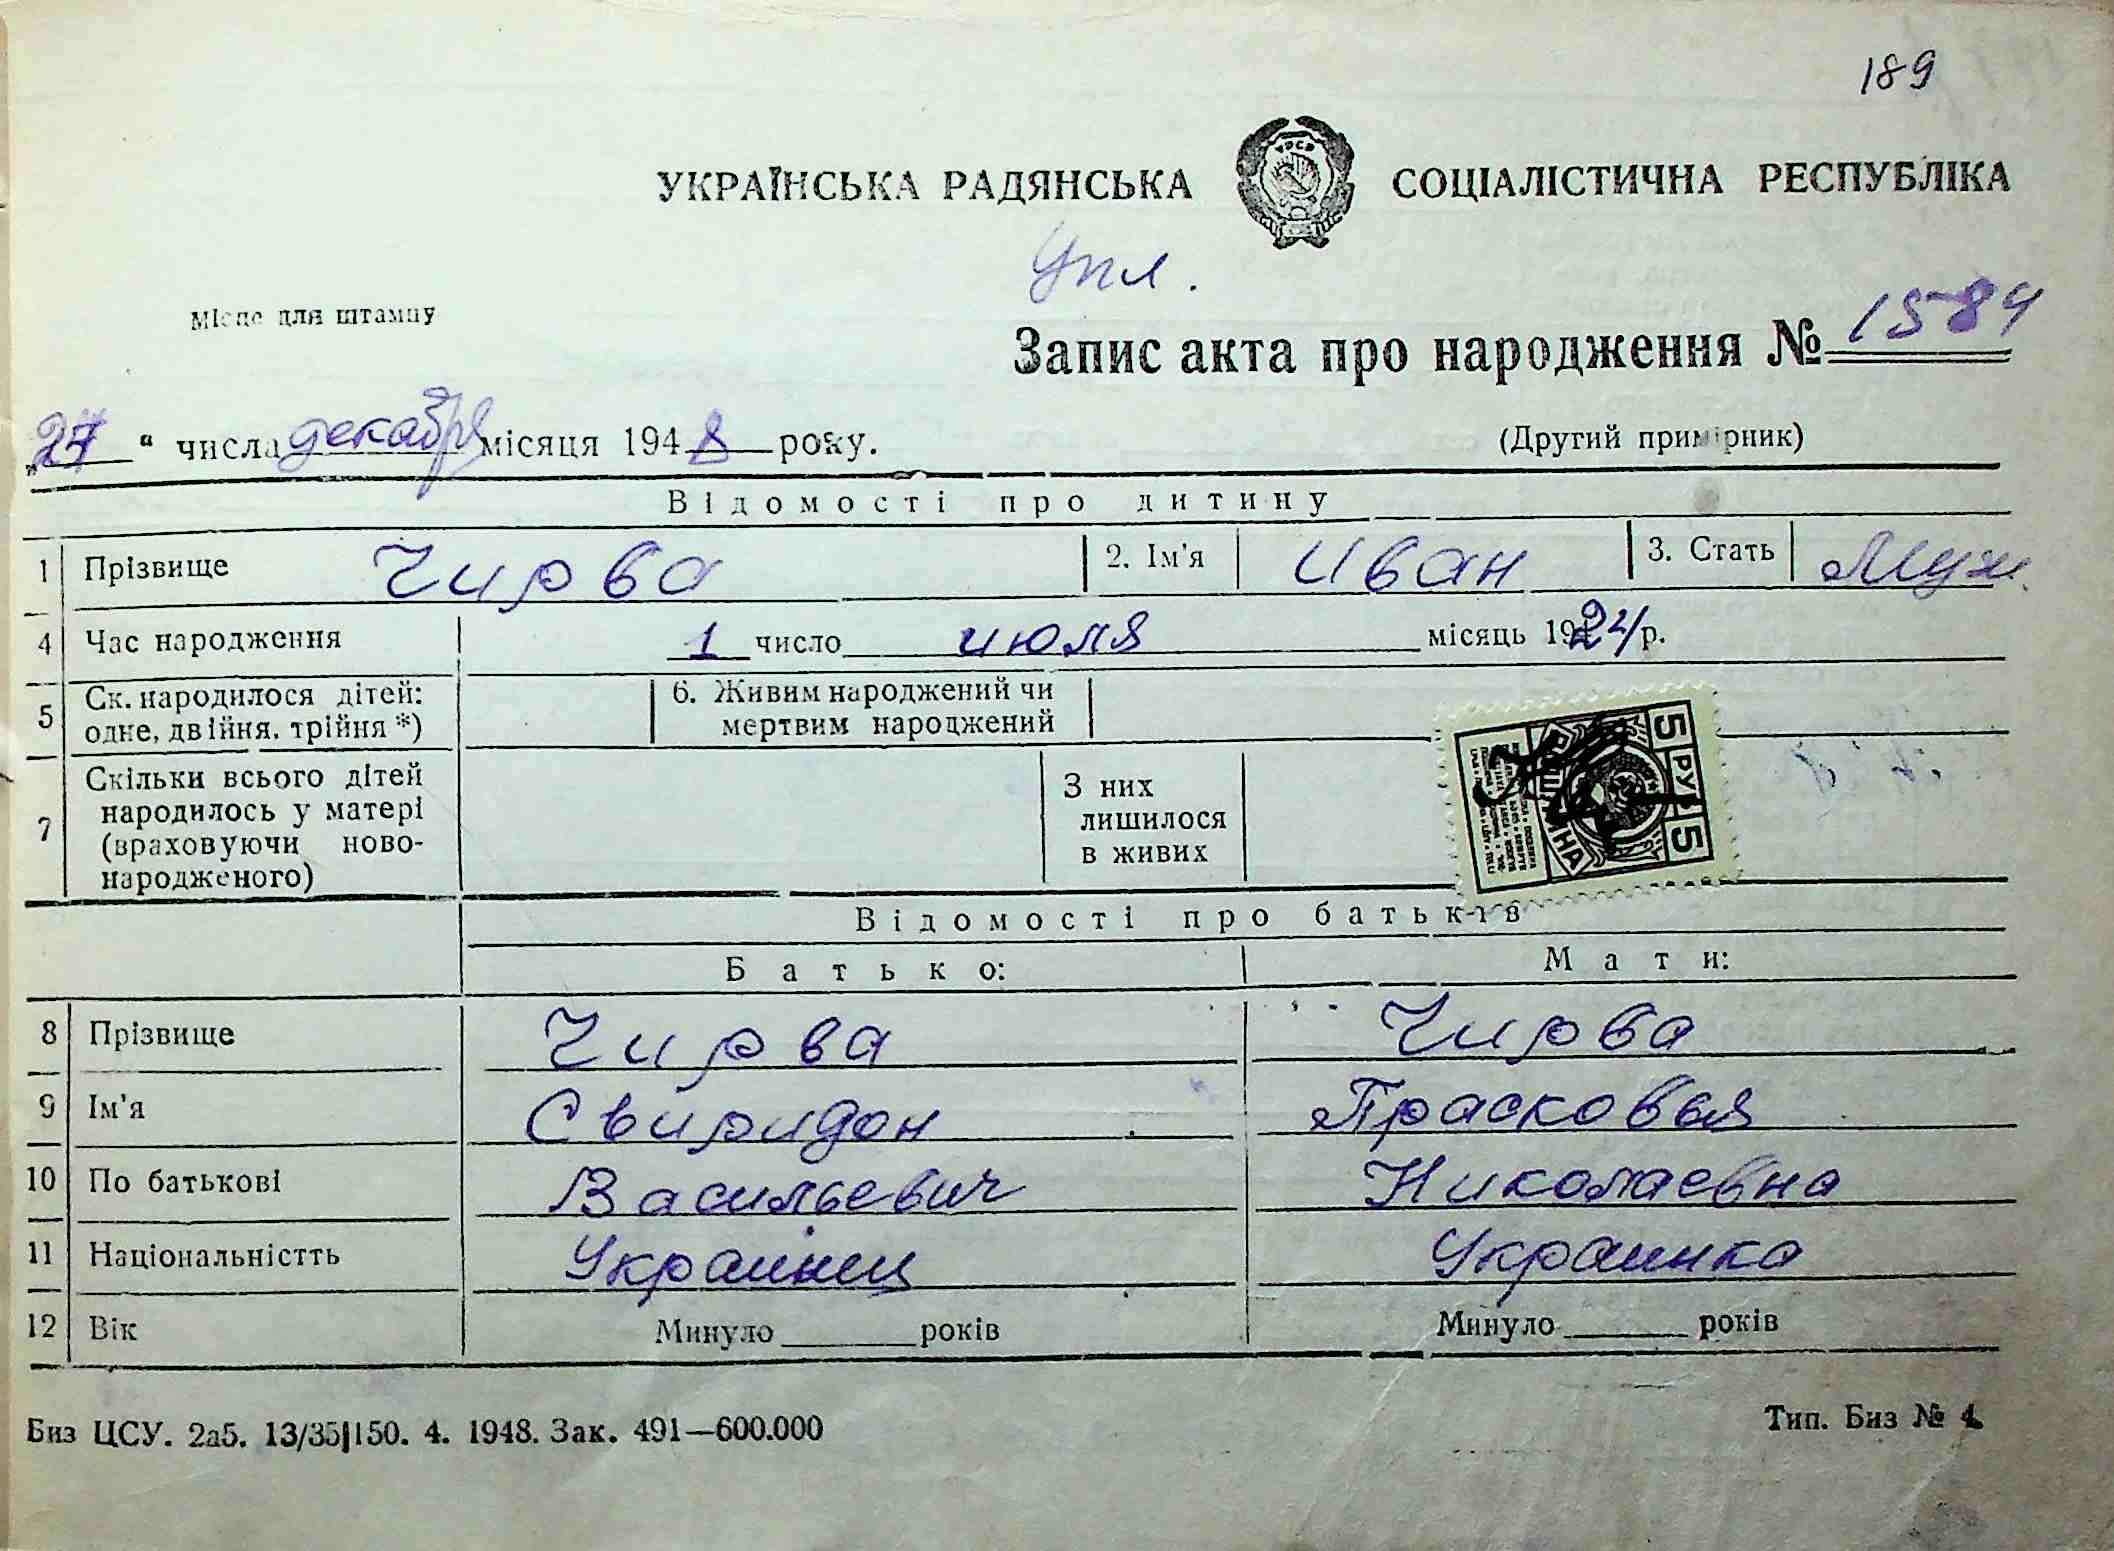 189
УКРАЇНСЬКА РАДЯНСЬКА СОЦІАЛІСТИЧНА РЕСПУБЛІКА
Упл.
Місце для штампу
Запис акта про народження № 1584
„27“ числа декабря місяця 1948 року.
(Другий примірник)
Відомості про дитину
1 Прізвище Чирва 2. Ім'я Иван 3. Стать Муж.
4 Час народження 1 число июля місяць 1924 р.
5 Ск. народилося дітей: одне, двійня, трійня *) 6. Живим народжений чи мертвим народжений
7 Скільки всього дітей народилось у матері (враховуючи ново-народженого) З них лишилося в живих
5 РУ 5
Відомості про батьків
Батько: Мати:
8 Прізвище Чирва Чирва
9 Ім'я Свиридон Прасковья
10 По батькові Васильевич Николаевна
11 Національністть Украинец Украинка
12 Вік Минуло років Минуло років
Биз ЦСУ. 2а5. 13/35|150. 4. 1948. Зак. 491—600.000
Тип. Биз № 4.